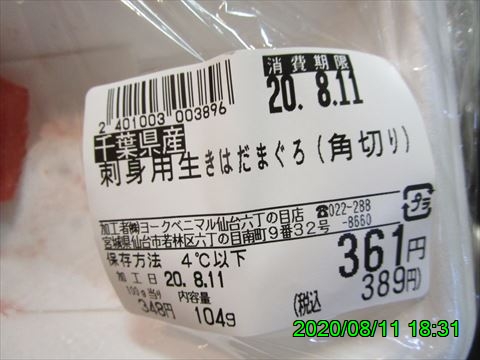 消費期限
20. 8.11
2 401003 003896
千葉県産
刺身用生きはだまぐろ(角切り)
加工者㈱ヨークベニマル仙台六丁の目店 ☎022-288
宮城県仙台市若林区六丁の目南町9番32号 -8660
プラ
保存方法 4℃以下
加工日 20. 8.11
100g当り 内容量
348円 104g
361円
(税込 389円)
2020/08/11 18:31